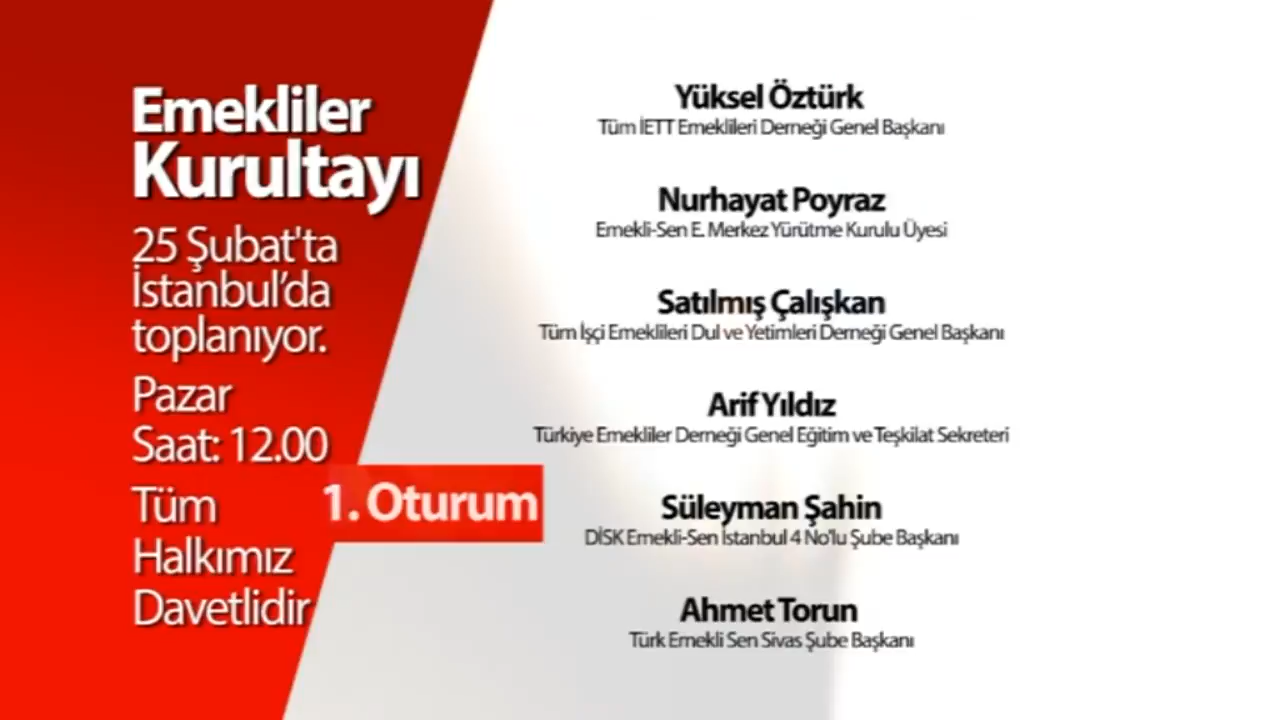 Emekliler
Kurultayı
25 Şubat'ta
İstanbul’da
toplanıyor.
Pazar
Saat: 12.00
Tüm
Halkımız
Davetlidir
1. Oturum
Yüksel Öztürk
Tüm İETT Emeklileri Derneği Genel Başkanı
Nurhayat Poyraz
Emekli-Sen E. Merkez Yürütme Kurulu Üyesi
Satılmış Çalışkan
Tüm İşçi Emeklileri Dul ve Yetimleri Derneği Genel Başkanı
Arif Yıldız
Türkiye Emekliler Derneği Genel Eğitim ve Teşkilat Sekreteri
Süleyman Şahin
DİSK Emekli-Sen İstanbul 4 No'lu Şube Başkanı
Ahmet Torun
Türk Emekli Sen Sivas Şube Başkanı